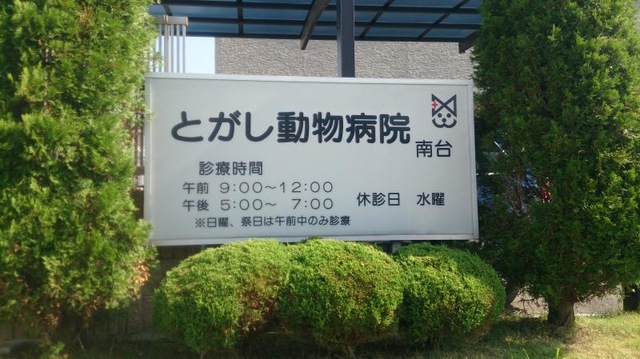 とがし動物病院
南台
診療時間
午前 9:00～12:00
午後 5:00～ 7:00 休診日 水曜
※日曜、祭日は午前中のみ診療